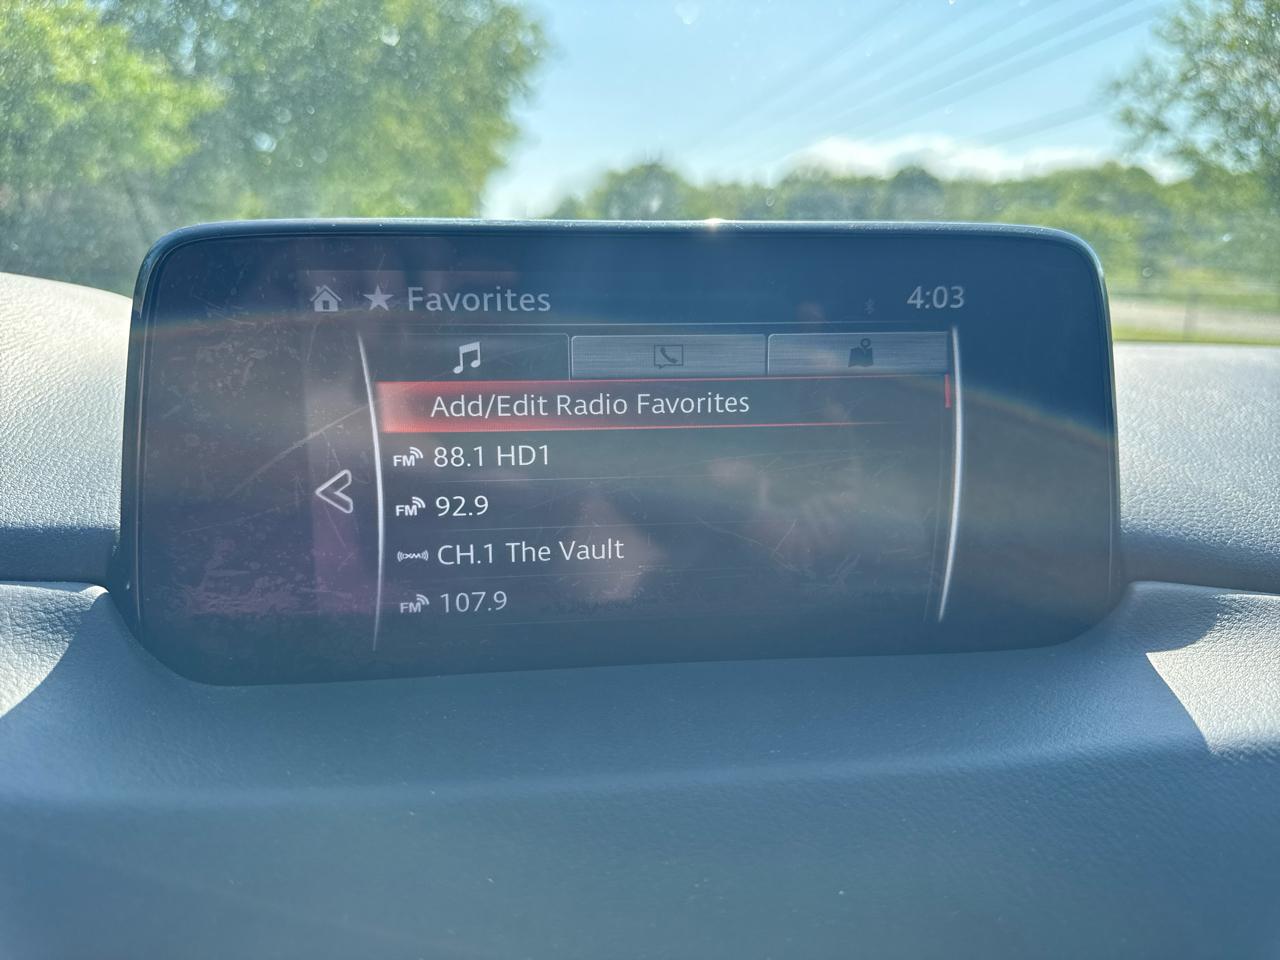 Favorites 4:03
Add/Edit Radio Favorites
FM 88.1 HD1
FM 92.9
((xm)) CH.1 The Vault
FM 107.9